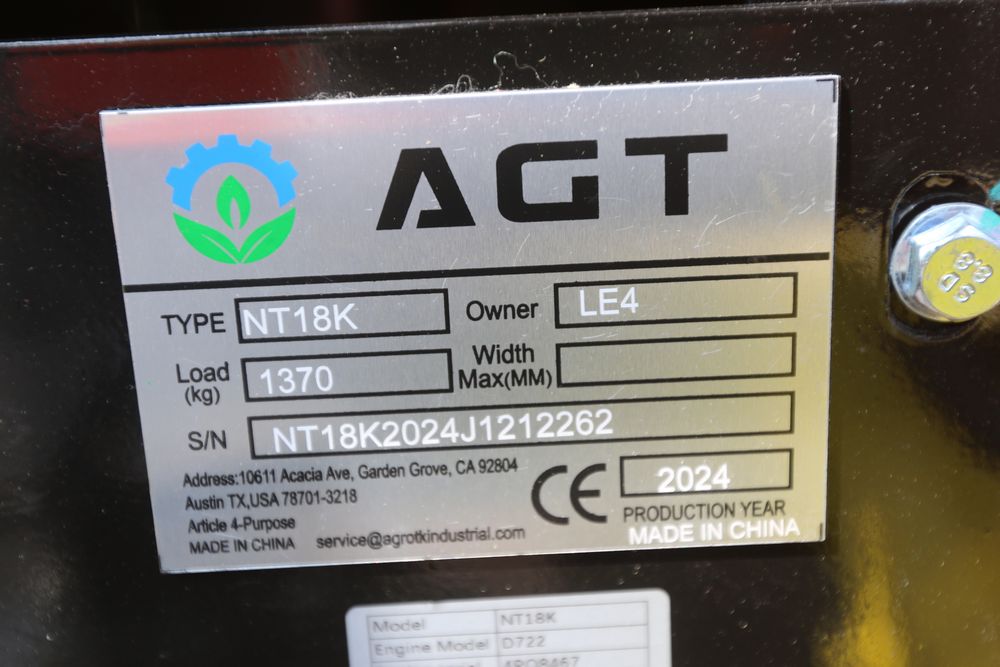 AGT
TYPE NT18K Owner LE4
Load (kg) 1370 Width Max(MM)
S/N NT18K2024J1212262
Address:10611 Acacia Ave, Garden Grove, CA 92804
Austin TX,USA 78701-3218
Article 4-Purpose
MADE IN CHINA service@agrotkindustrial.com
CE 2024
PRODUCTION YEAR
MADE IN CHINA
8.8
SD
Model NT18K
Engine Model D722
4RQ8467